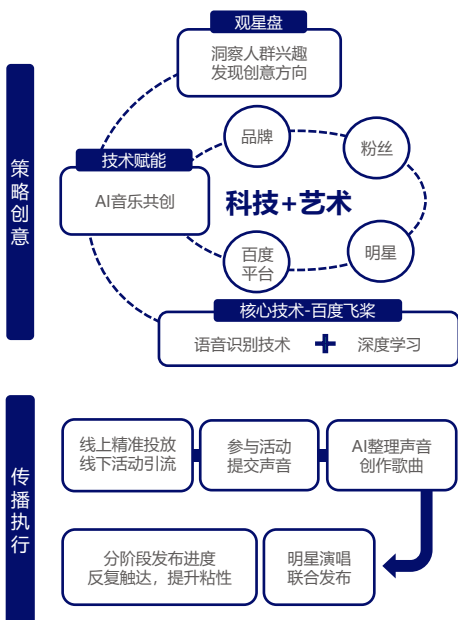 观星盘
洞察人群兴趣
发现创意方向
策略创意
技术赋能
AI音乐共创
品牌
粉丝
科技+艺术
百度
平台
明星
核心技术-百度飞桨
语音识别技术 + 深度学习
传播执行
线上精准投放
线下活动引流
参与活动
提交声音
AI整理声音
创作歌曲
明星演唱
联合发布
分阶段发布进度
反复触达，提升粘性